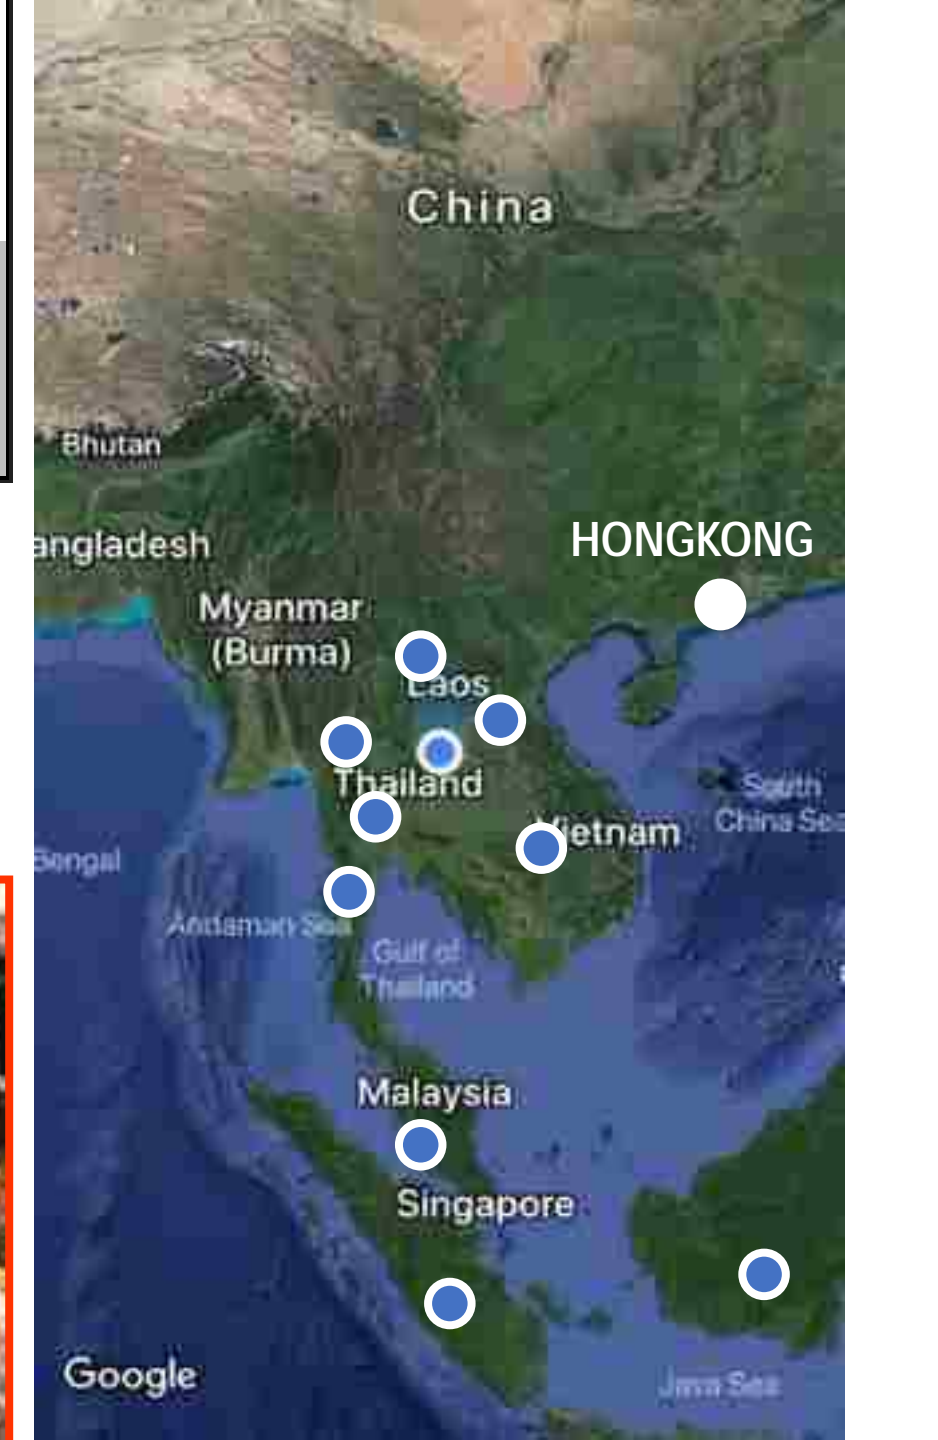 China
Bhutan
angladesh
HONGKONG
Myanmar
(Burma)
Laos
Thailand
South
China Sea
Vietnam
Bengal
Andaman Sea
Gulf of
Thailand
Malaysia
Singapore
Google
Java Sea